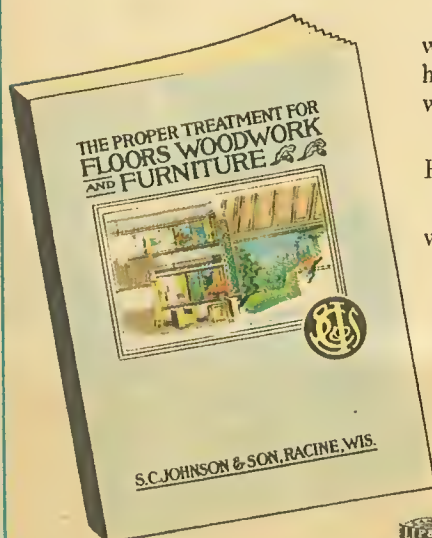 THE PROPER TREATMENT FOR
FLOORS WOODWORK
AND FURNITURE
S.C. JOHNSON & SON, RACINE, WIS.